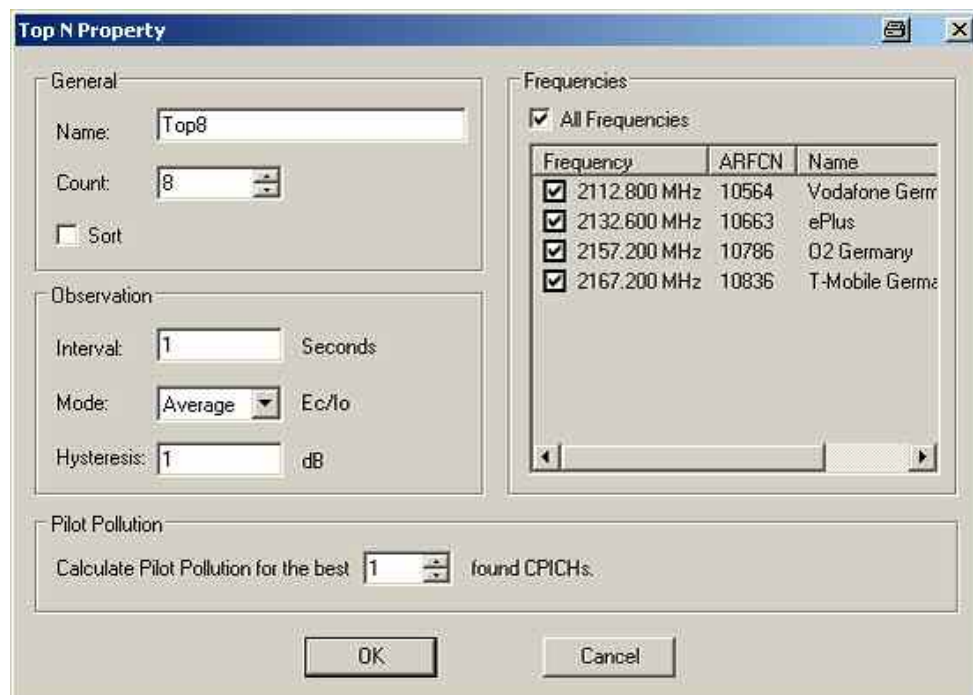 Top N Property
General
Name: Top8
Count: 8
Sort
Observation
Interval: 1 Seconds
Mode: Average Ec/Io
Hysteresis: 1 dB
Frequencies
All Frequencies
Frequency ARFCN Name
2112.800 MHz 10564 Vodafone Germ
2132.600 MHz 10663 ePlus
2157.200 MHz 10786 O2 Germany
2167.200 MHz 10836 T-Mobile Germa
Pilot Pollution
Calculate Pilot Pollution for the best 1 found CPICHs.
OK Cancel